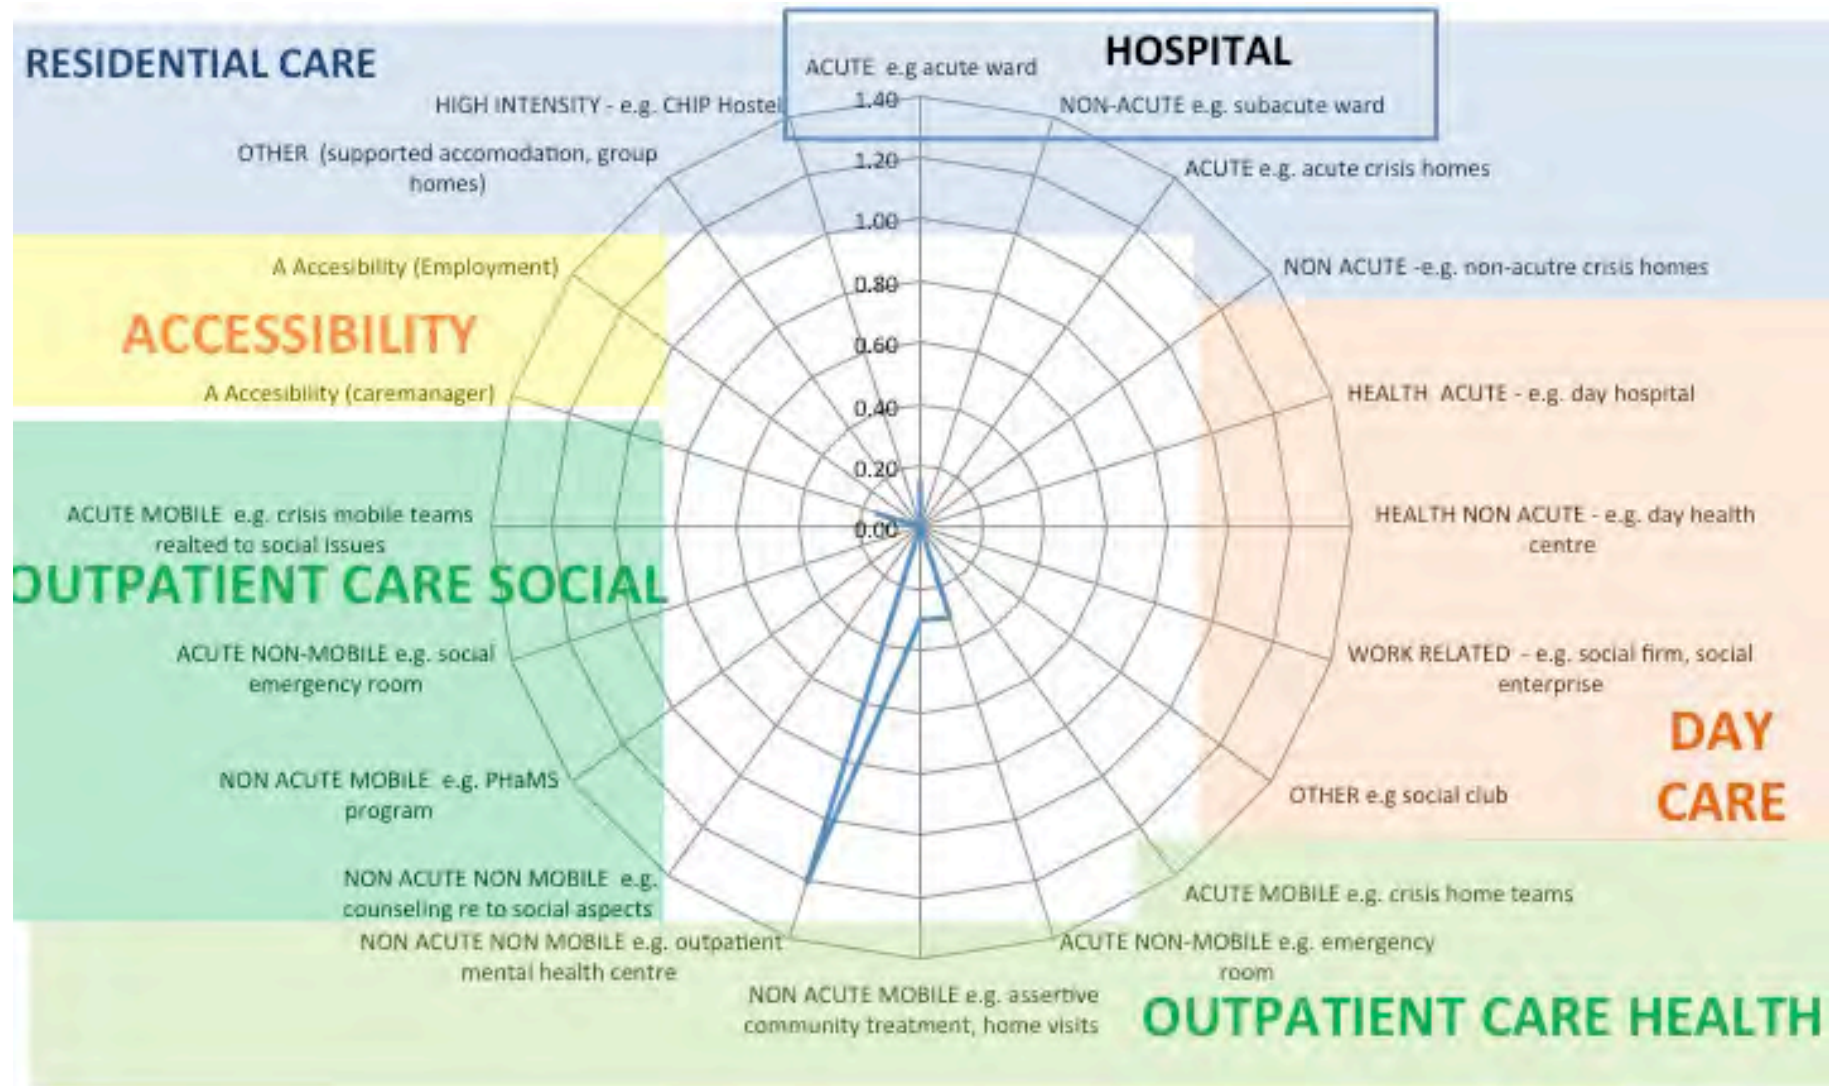 RESIDENTIAL CARE
HOSPITAL
ACUTE e.g acute ward
HIGH INTENSITY - e.g. CHIP Hostel
1.40
NON-ACUTE e.g. subacute ward
OTHER (supported accomodation, group
homes)
1.20
ACUTE e.g. acute crisis homes
1.00
A Accesibility (Employment)
0.80
NON ACUTE -e.g. non-acutre crisis homes
ACCESSIBILITY
0.60
A Accesibility (caremanager)
0.40
HEALTH ACUTE - e.g. day hospital
0.20
ACUTE MOBILE e.g. crisis mobile teams
realted to social issues
0.00
HEALTH NON ACUTE - e.g. day health
centre
OUTPATIENT CARE SOCIAL
ACUTE NON-MOBILE e.g. social
emergency room
WORK RELATED - e.g. social firm, social
enterprise
DAY
CARE
NON ACUTE MOBILE e.g. PHaMS
program
OTHER e.g social club
NON ACUTE NON MOBILE e.g.
counseling re to social aspects
ACUTE MOBILE e.g. crisis home teams
NON ACUTE NON MOBILE e.g. outpatient
mental health centre
ACUTE NON-MOBILE e.g. emergency
room
NON ACUTE MOBILE e.g. assertive
community treatment, home visits
OUTPATIENT CARE HEALTH